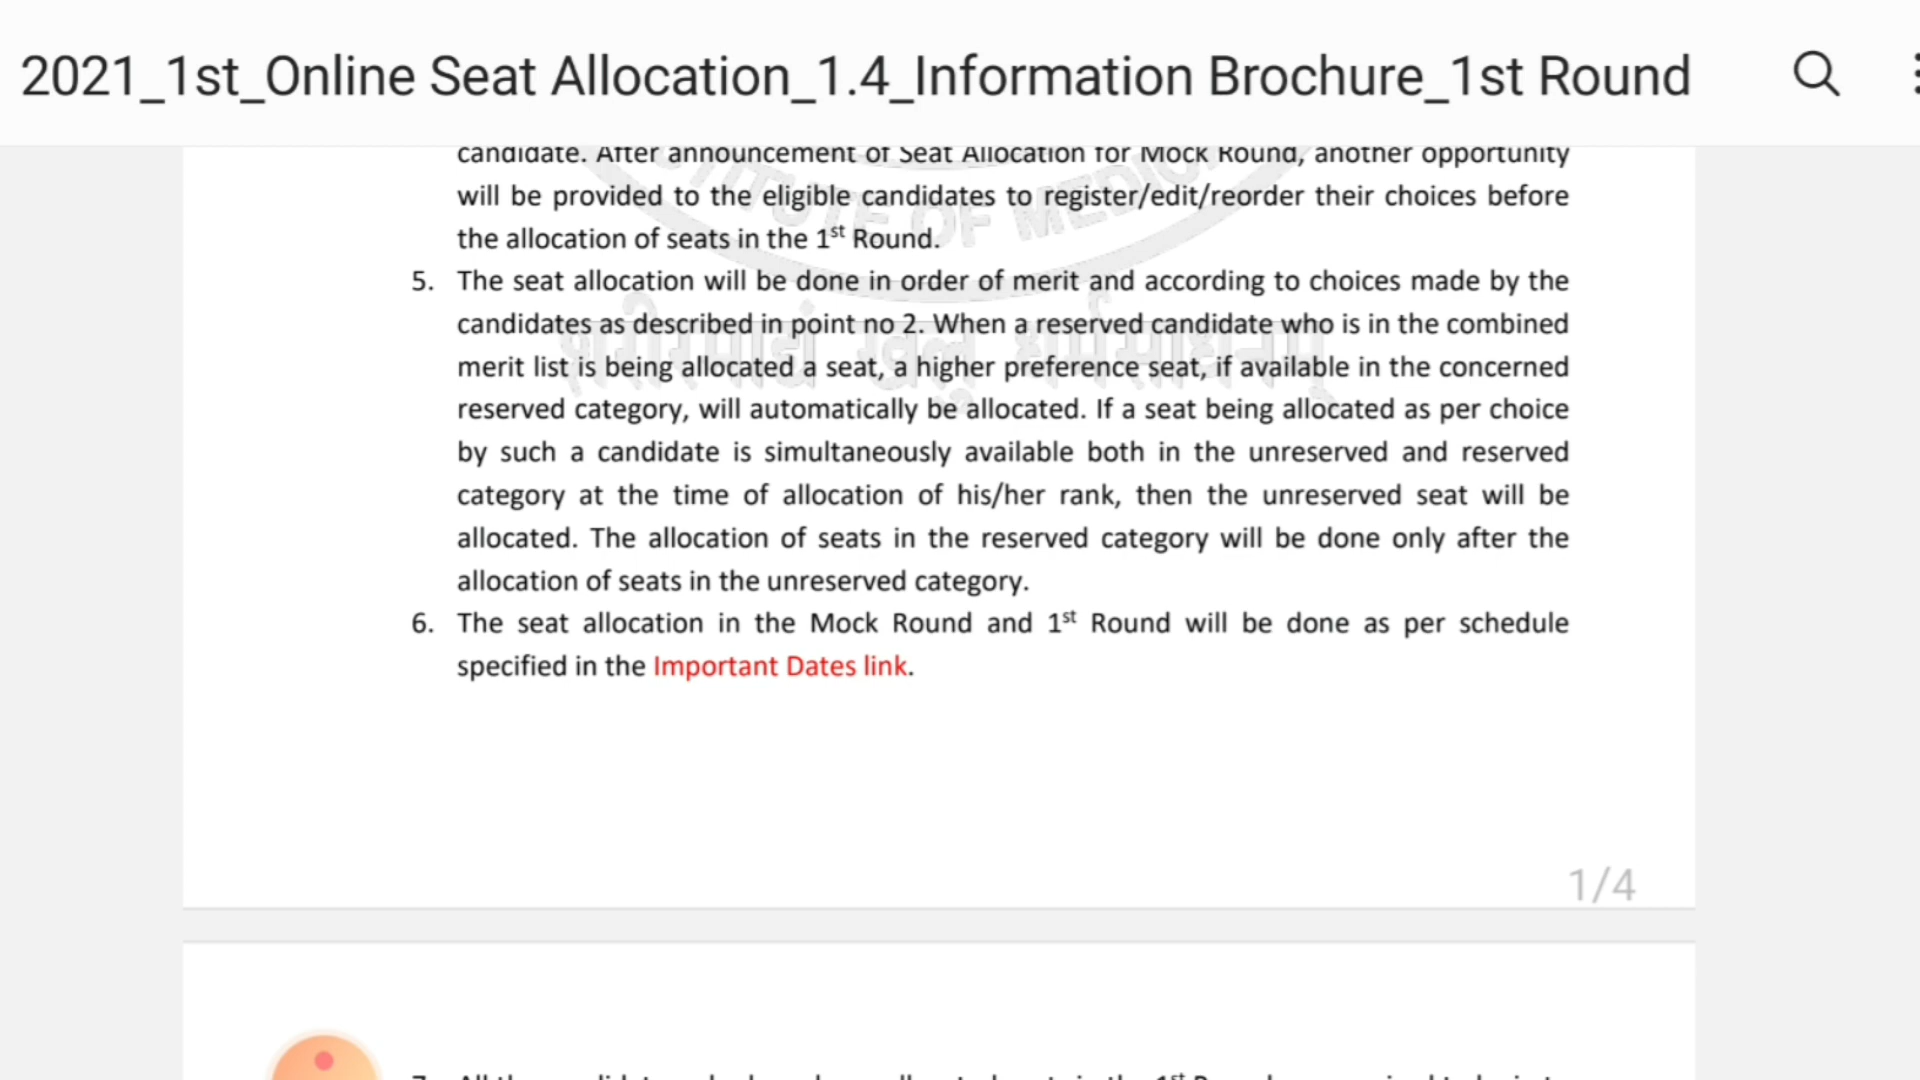 2021_1st_Online Seat Allocation_1.4_Information Brochure_1st Round
candidate. After announcement of Seat Allocation for Mock Round, another opportunity
will be provided to the eligible candidates to register/edit/reorder their choices before
the allocation of seats in the 1st Round.
5. The seat allocation will be done in order of merit and according to choices made by the
candidates as described in point no 2. When a reserved candidate who is in the combined
merit list is being allocated a seat, a higher preference seat, if available in the concerned
reserved category, will automatically be allocated. If a seat being allocated as per choice
by such a candidate is simultaneously available both in the unreserved and reserved
category at the time of allocation of his/her rank, then the unreserved seat will be
allocated. The allocation of seats in the reserved category will be done only after the
allocation of seats in the unreserved category.
6. The seat allocation in the Mock Round and 1st Round will be done as per schedule
specified in the Important Dates link.
1/4
OF